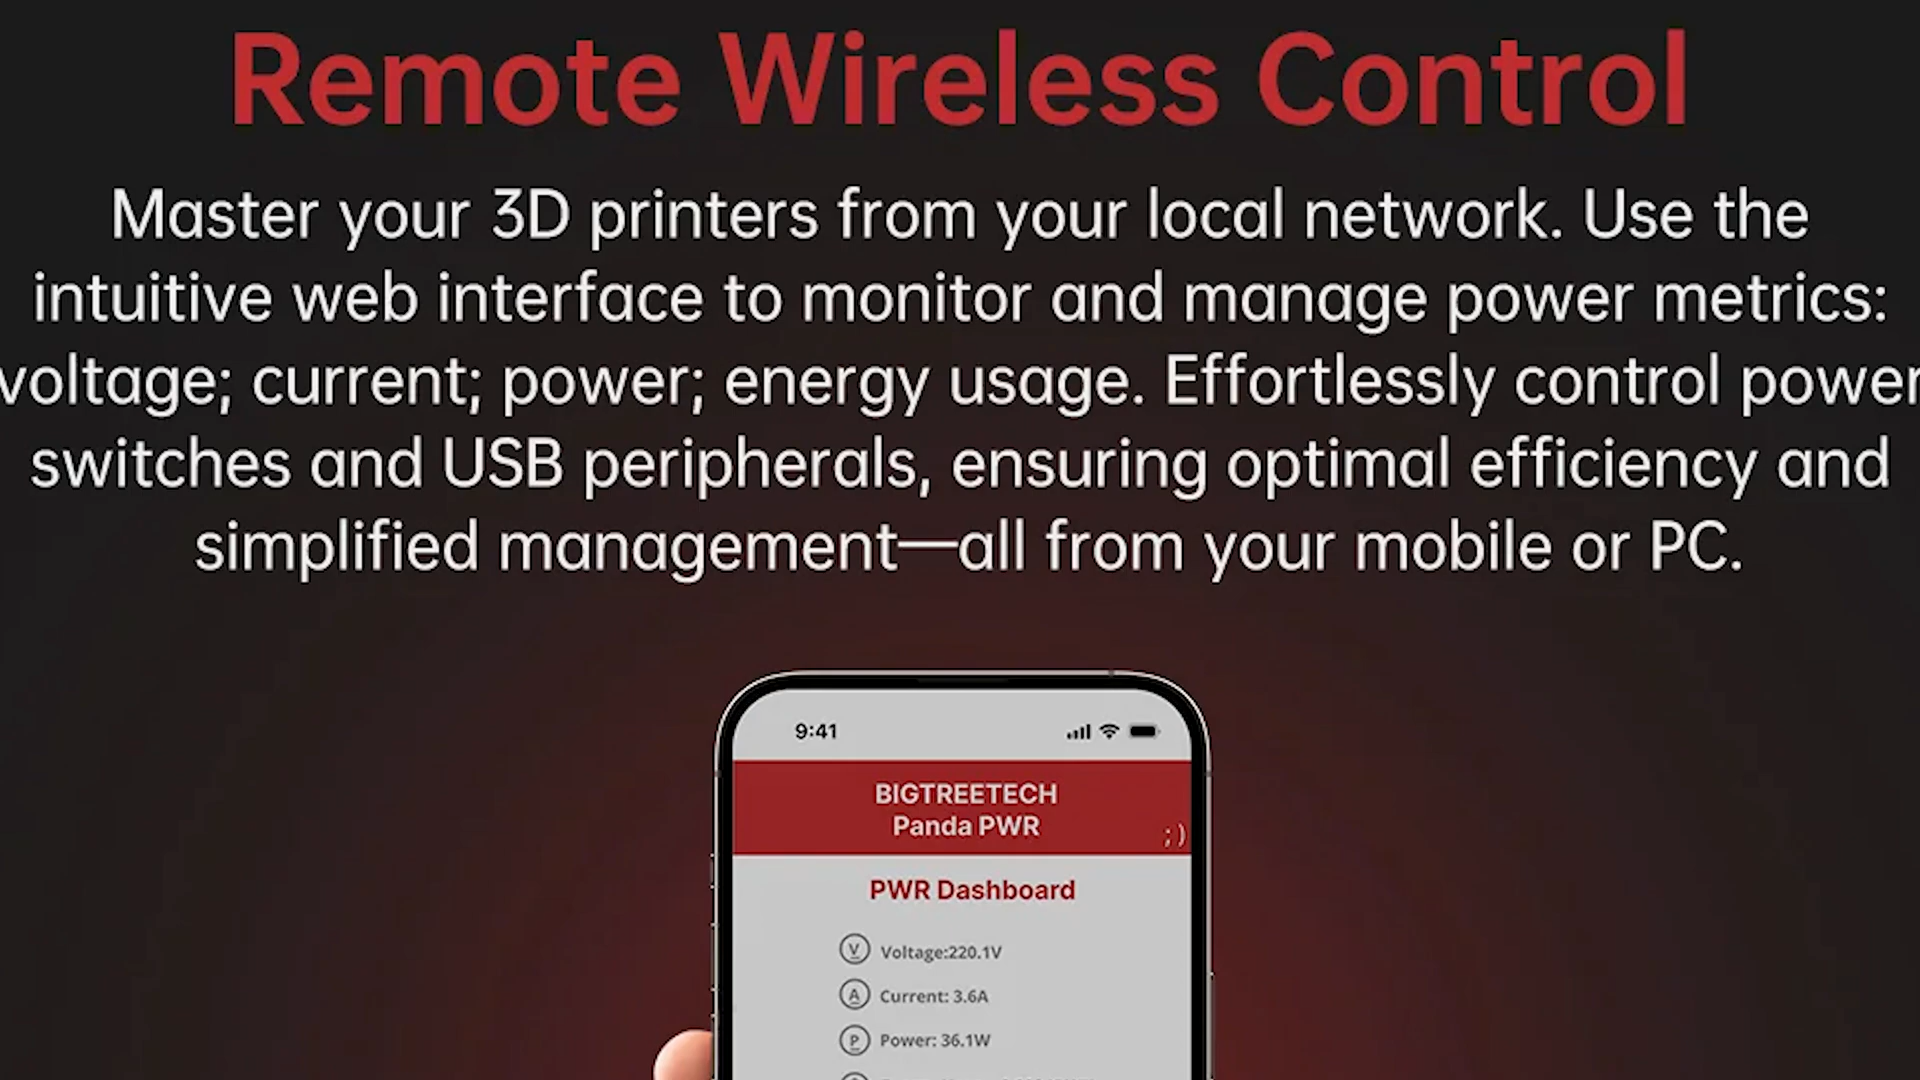 Remote Wireless Control
Master your 3D printers from your local network. Use the
intuitive web interface to monitor and manage power metrics:
voltage; current; power; energy usage. Effortlessly control power
switches and USB peripherals, ensuring optimal efficiency and
simplified management—all from your mobile or PC.
9:41
BIGTREETECH
Panda PWR
;)
PWR Dashboard
V Voltage:220.1V
A Current: 3.6A
P Power: 36.1W